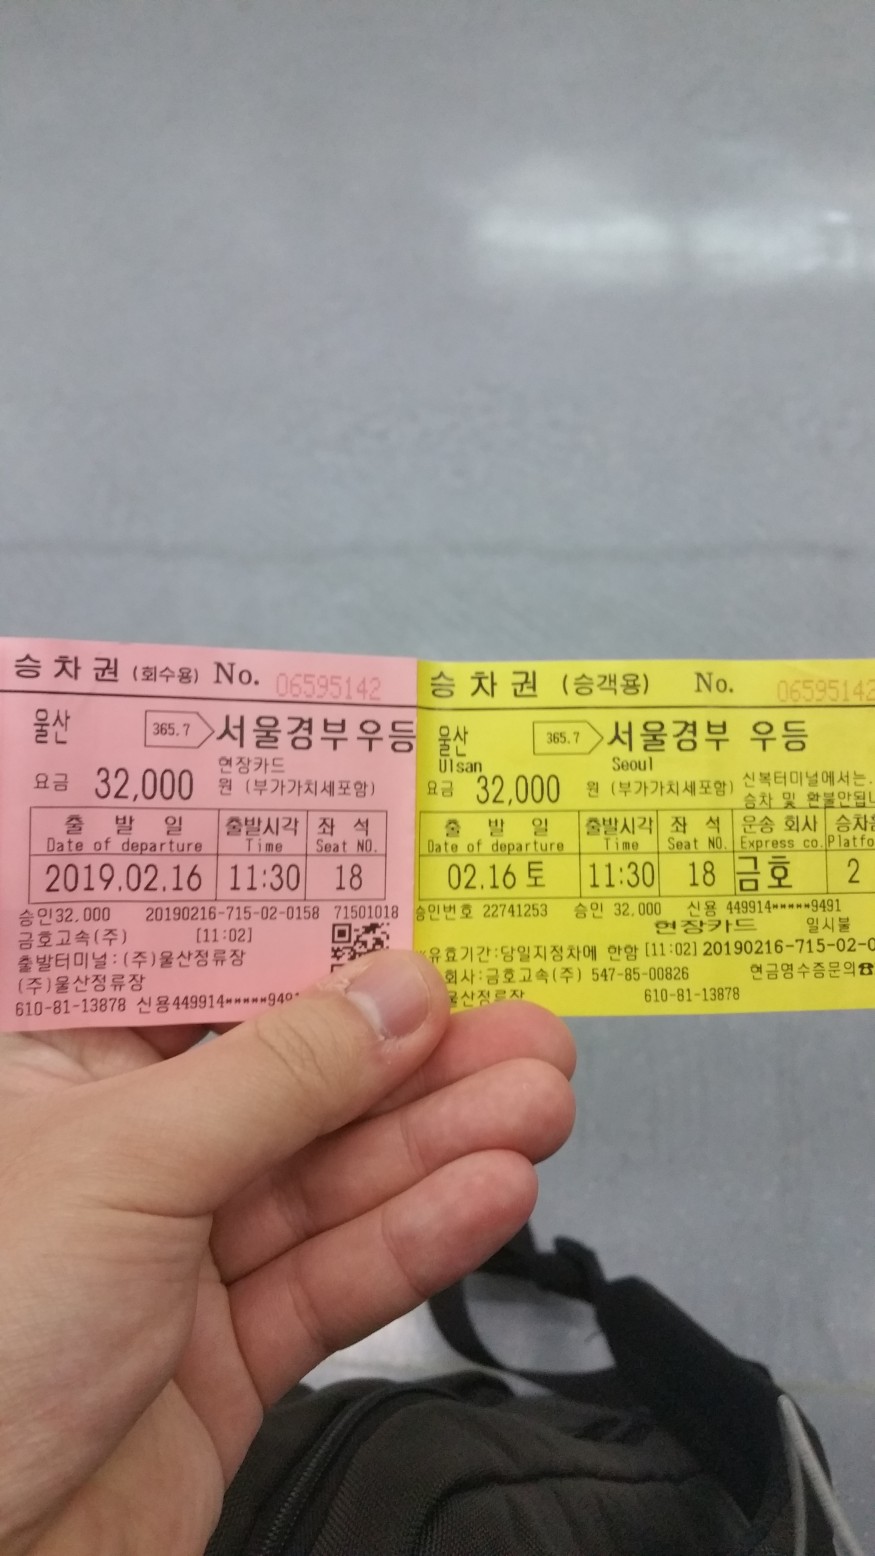 승차권 (회수용) No. 06595142
울산 365.7 서울경부우등
현장카드
요금 32,000 원 (부가가치세포함)
출 발 일 출발시각 좌 석
Date of departure Time Seat NO.
2019.02.16 11:30 18
승인32,000 20190216-715-02-0158 71501018
금호고속(주) [11:02]
출발터미널:(주)울산정류장
(주)울산정류장
610-81-13878 신용449914*****949
승차권 (승객용) No. 06595142
울산 365.7 서울경부 우등
Ulsan Seoul
요금 32,000 원 (부가가치세포함) 신복터미널에서는
승차 및 환불안됩니
출 발 일 출발시각 좌 석 운송 회사 승차
Date of departure Time Seat NO. Express co. Platfo
02.16 토 11:30 18 금호 2
승인번호 22741253 승인 32,000 신용 449914*****9491
현장카드 일시불
유효기간:당일지정차에 한함 [11:02] 20190216-715-02-0
회사:금호고속(주) 547-85-00826 현금영수증문의☎
울산정류장 610-81-13878